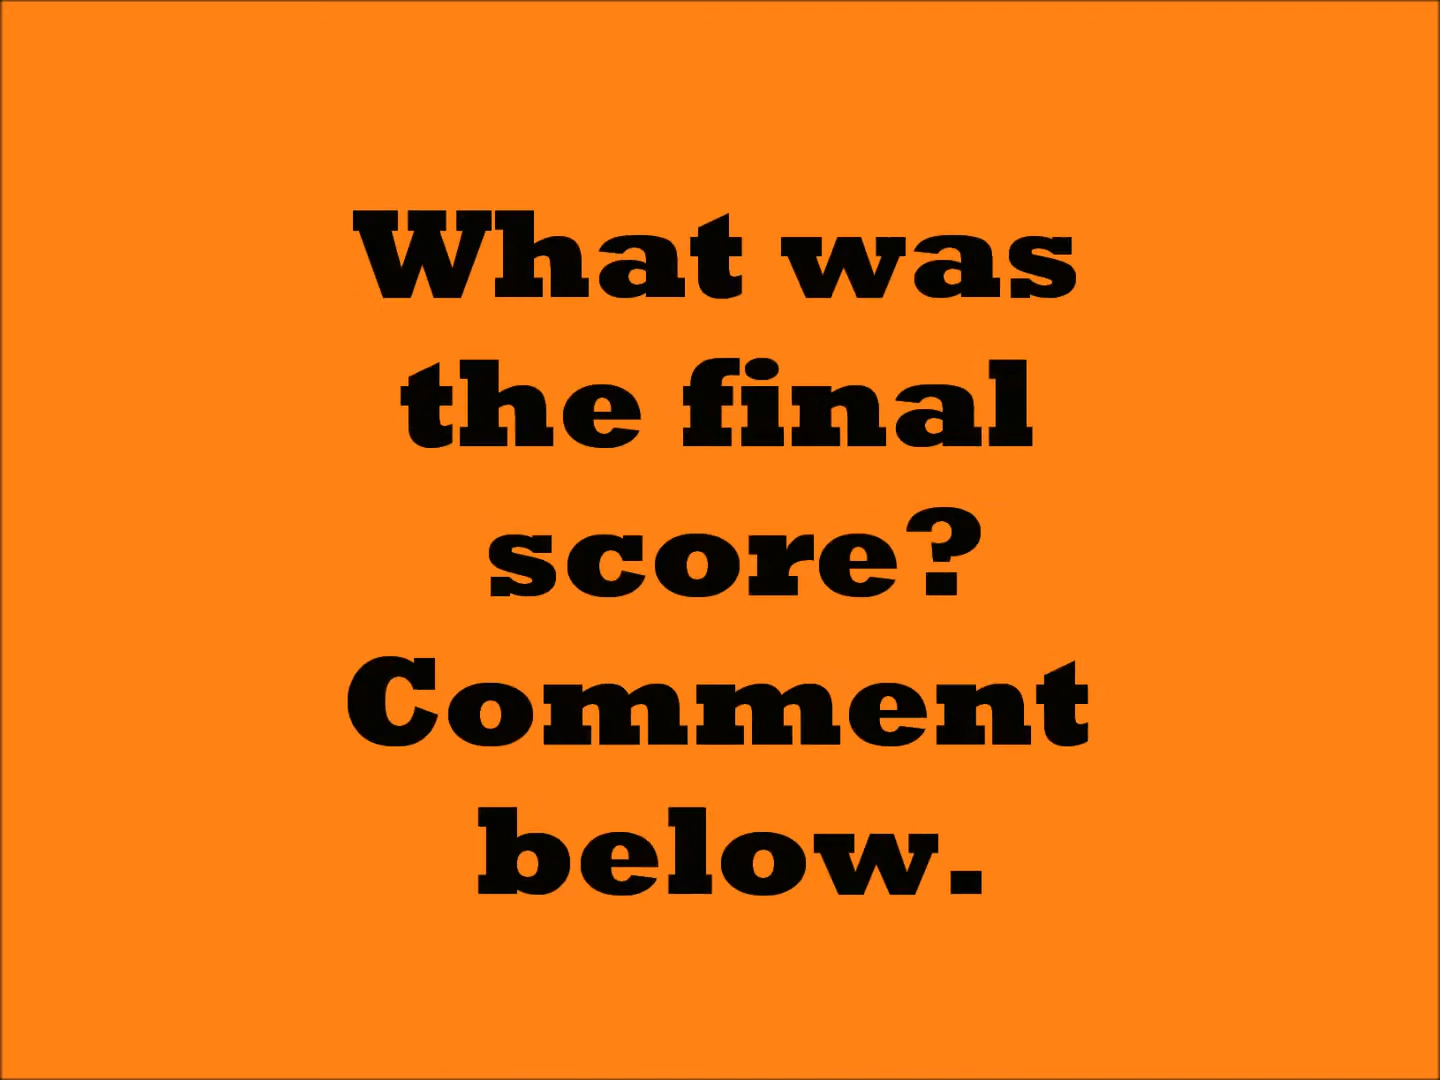 What was
the final
score?
Comment
below.